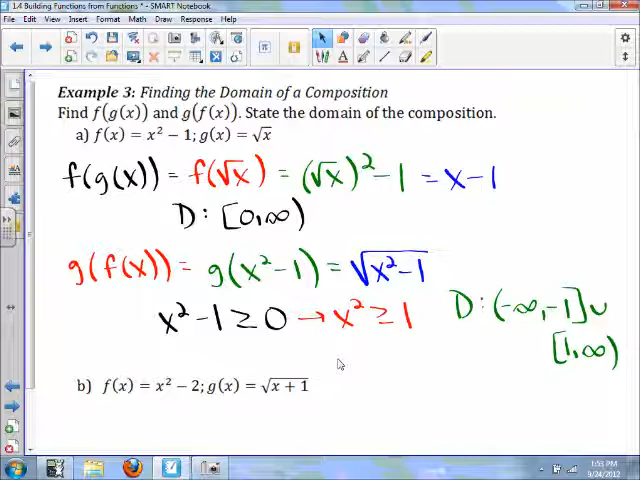 1.4 Building Functions from Functions * - SMART Notebook
File Edit View Insert Format Math Draw Response Help
Example 3: Finding the Domain of a Composition
Find f(g(x)) and g(f(x)). State the domain of the composition.
a) f(x) = x² − 1; g(x) = √x
f(g(x)) = f(√x) = (√x)² − 1 = x − 1
D : [0, ∞)
g(f(x)) = g(x² − 1) = √(x² − 1)
x² − 1 ≥ 0 → x² ≥ 1
D : (−∞, −1] ∪
[1, ∞)
b) f(x) = x² − 2; g(x) = √(x + 1)
1:53 PM
9/24/2012